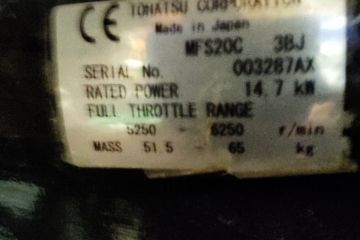 CE TOHATSU CORPORATION
Made in Japan
MFS20C 3BJ
SERIAL No. 003287AX
RATED POWER 14.7 kW
FULL THROTTLE RANGE
5250 - 6250 r/min
MASS 51.5 65 kg